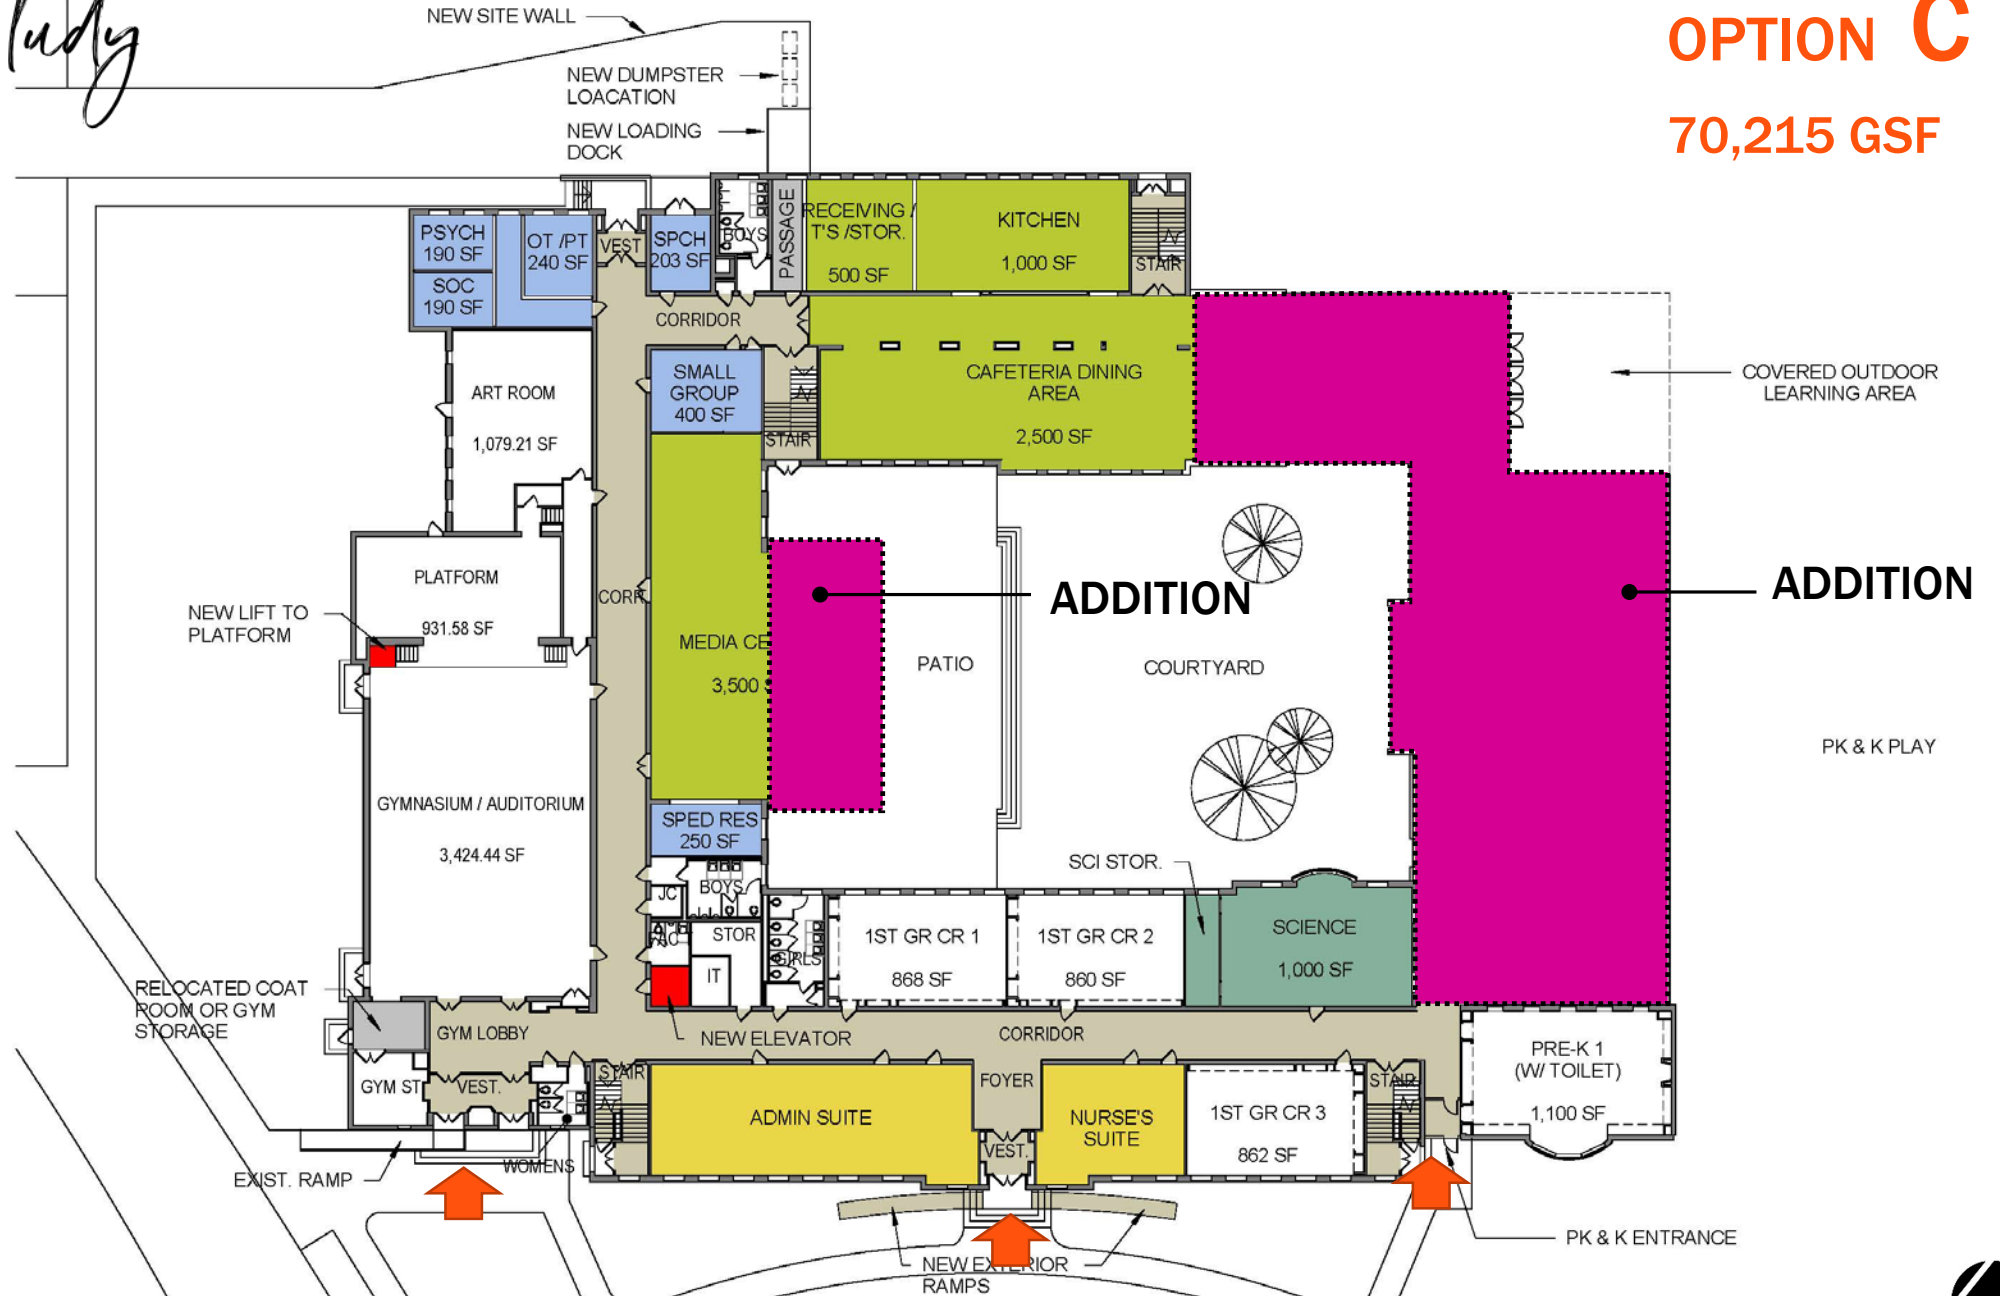 NEW SITE WALL
OPTION C
70,215 GSF
NEW DUMPSTER
LOACATION
NEW LOADING
DOCK
PSYCH
190 SF
SOC
190 SF
OT /PT
240 SF
VEST
SPCH
203 SF
BOYS
PASSAGE
RECEIVING /
T'S /STOR.
500 SF
KITCHEN
1,000 SF
STAIR
CORRIDOR
SMALL
GROUP
400 SF
STAIR
CAFETERIA DINING
AREA
2,500 SF
COVERED OUTDOOR
LEARNING AREA
ART ROOM
1,079.21 SF
PLATFORM
931.58 SF
NEW LIFT TO
PLATFORM
CORR
MEDIA CE
3,500
ADDITION
PATIO
COURTYARD
ADDITION
PK & K PLAY
GYMNASIUM / AUDITORIUM
3,424.44 SF
SPED RES
250 SF
JC
BOYS
STOR
IT
GIRLS
1ST GR CR 1
868 SF
1ST GR CR 2
860 SF
SCI STOR.
SCIENCE
1,000 SF
RELOCATED COAT
ROOM OR GYM
STORAGE
GYM LOBBY
NEW ELEVATOR
CORRIDOR
GYM ST
VEST.
STAIR
ADMIN SUITE
FOYER
VEST.
NURSE'S
SUITE
1ST GR CR 3
862 SF
STAIR
PRE-K 1
(W/ TOILET)
1,100 SF
EXIST. RAMP
WOMENS
NEW EXTERIOR
RAMPS
PK & K ENTRANCE